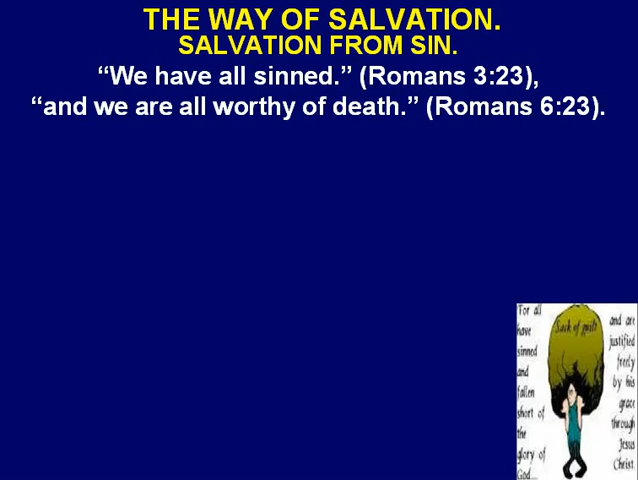 THE WAY OF SALVATION.
SALVATION FROM SIN.
“We have all sinned.” (Romans 3:23),
“and we are all worthy of death.” (Romans 6:23).
For all
have
sinned
and
fallen
short of
the
glory of
God...
Sack of guilt
and are
justified
freely
by his
grace
through
Jesus
Christ.